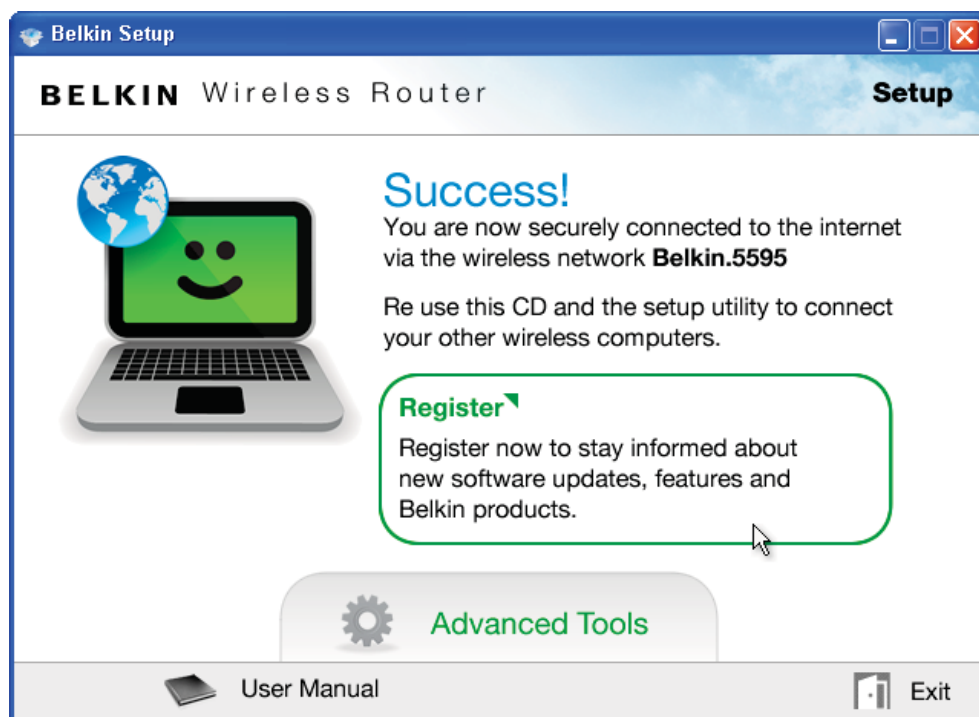 Belkin Setup
BELKIN Wireless Router
Setup
Success!
You are now securely connected to the internet
via the wireless network Belkin.5595
Re use this CD and the setup utility to connect
your other wireless computers.
Register
Register now to stay informed about
new software updates, features and
Belkin products.
Advanced Tools
User Manual
Exit